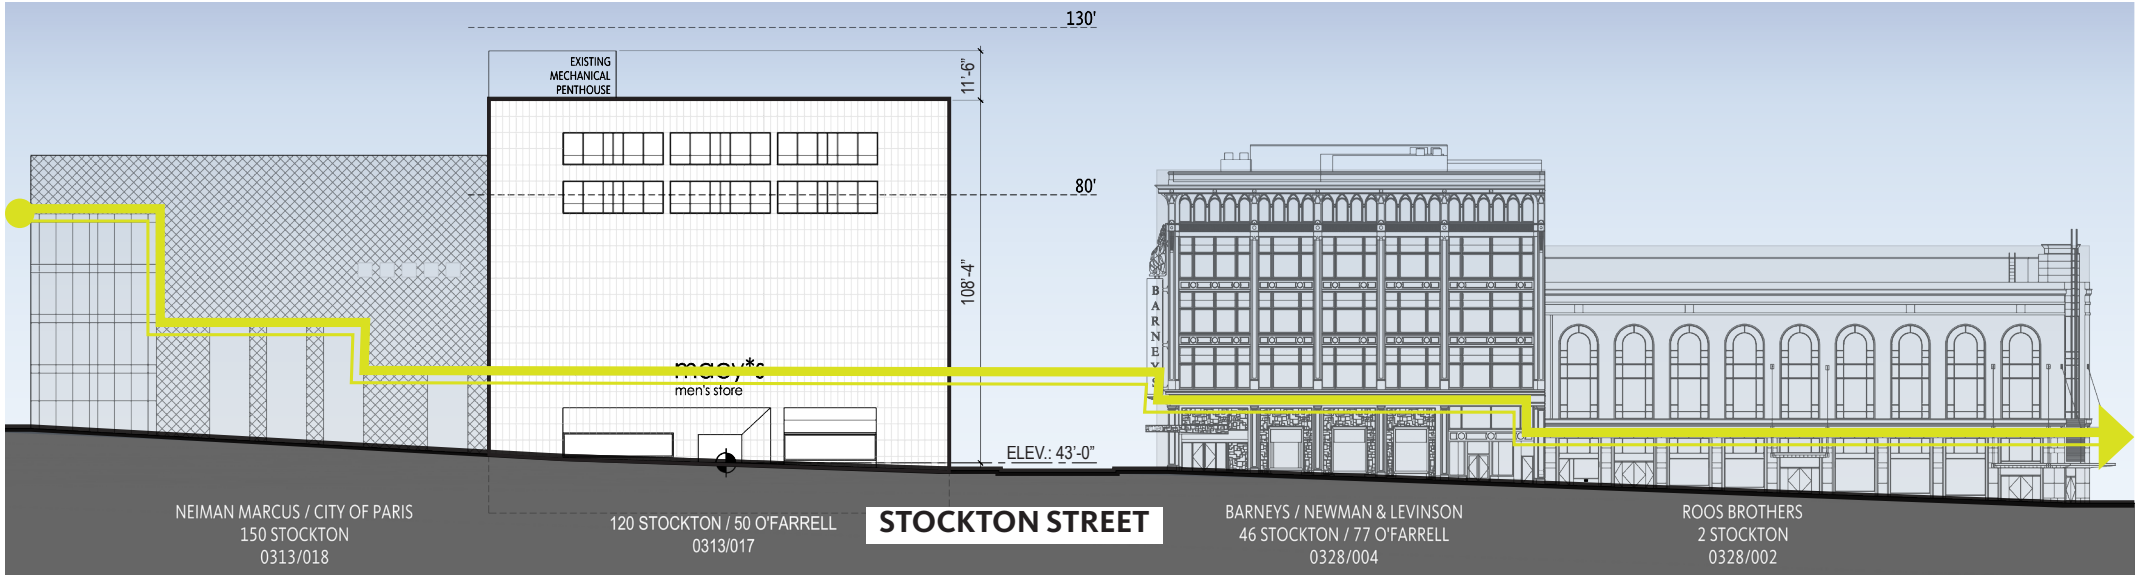 130'
EXISTING
MECHANICAL
PENTHOUSE
11'-6"
80'
108'-4"
BARNEYS
macy*s
men's store
ELEV.: 43'-0"
NEIMAN MARCUS / CITY OF PARIS
150 STOCKTON
0313/018
120 STOCKTON / 50 O'FARRELL
0313/017
STOCKTON STREET
BARNEYS / NEWMAN & LEVINSON
46 STOCKTON / 77 O'FARRELL
0328/004
ROOS BROTHERS
2 STOCKTON
0328/002